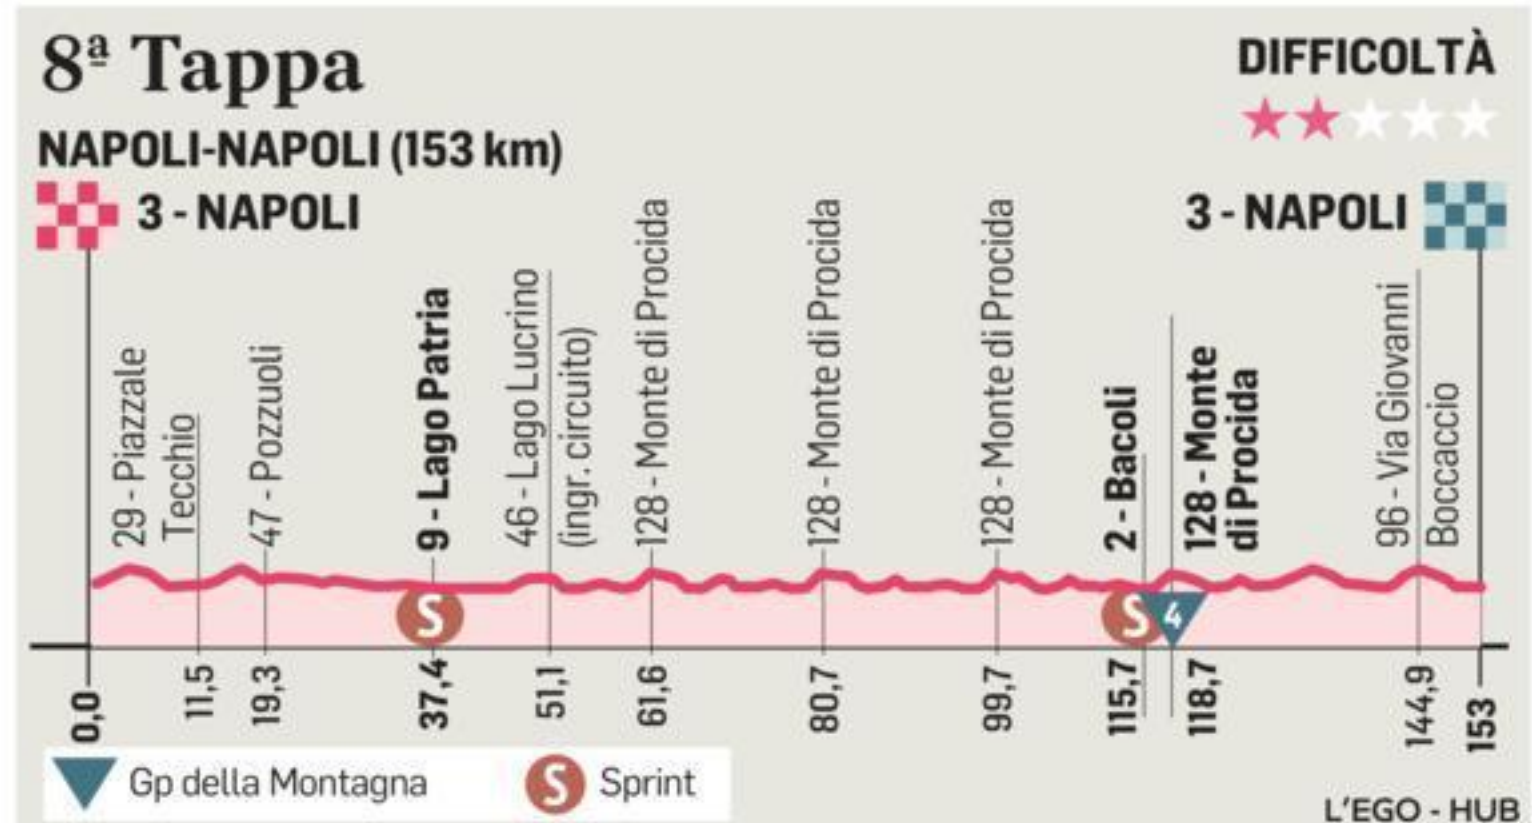 8ª Tappa
NAPOLI-NAPOLI (153 km)
DIFFICOLTÀ
3 - NAPOLI
3 - NAPOLI
29 - Piazzale
Tecchio
47 - Pozzuoli
9 - Lago Patria
46 - Lago Lucrino
(ingr. circuito)
128 - Monte di Procida
128 - Monte di Procida
128 - Monte di Procida
2 - Bacoli
128 - Monte
di Procida
96 - Via Giovanni
Boccaccio
S
S
4
0,0
11,5
19,3
37,4
51,1
61,6
80,7
99,7
115,7
118,7
144,9
153
Gp della Montagna
S Sprint
L'EGO - HUB